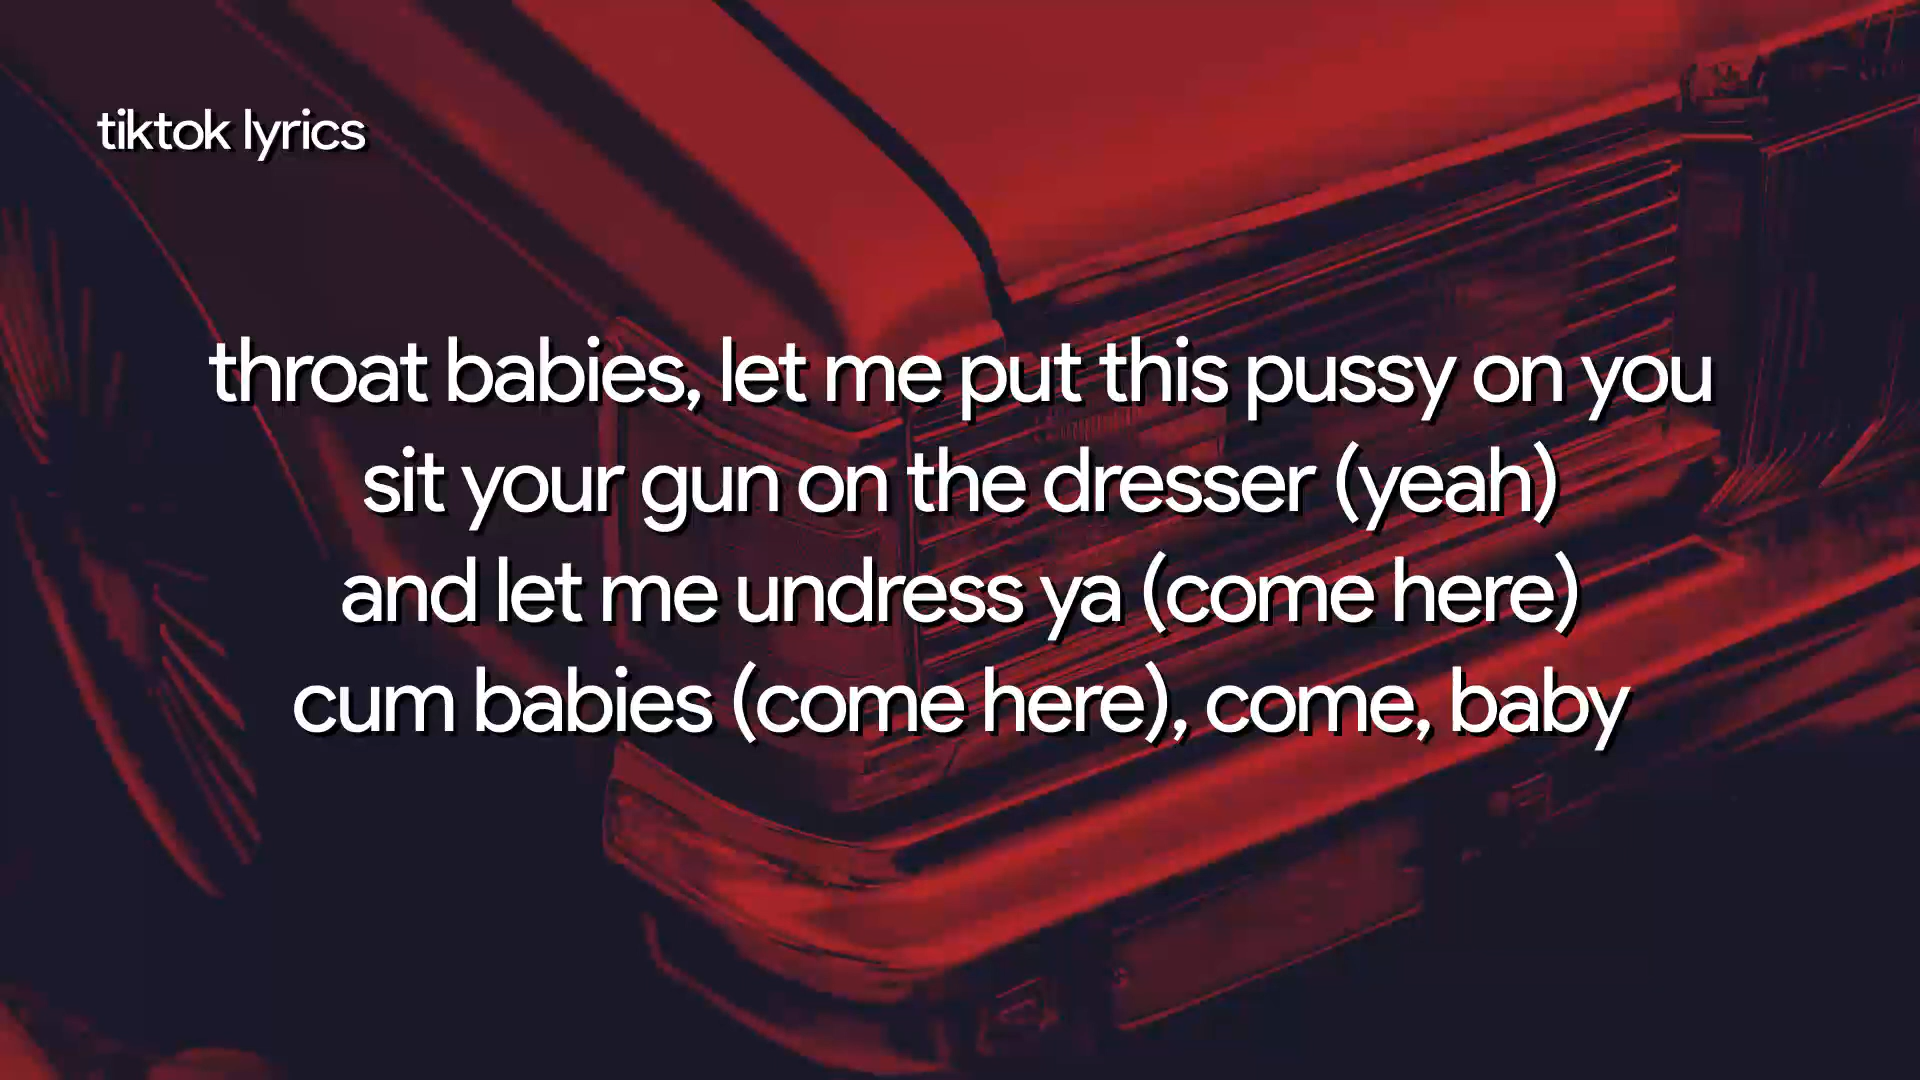 tiktok lyrics
throat babies, let me put this pussy on you
sit your gun on the dresser (yeah)
and let me undress ya (come here)
cum babies (come here), come, baby